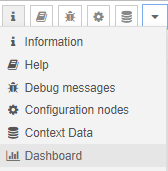 Information
Help
Debug messages
Configuration nodes
Context Data
Dashboard